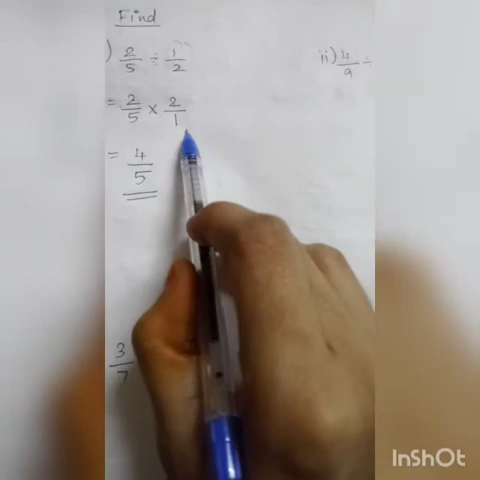 Find
) 2/5 ÷ 1/2
ii) 4/9 ÷
= 2/5 × 2/1
= 4/5
3/7
InShOt